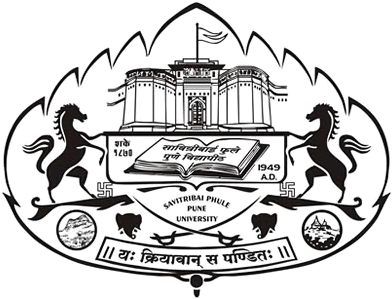 शके
१८७०
सावित्रीबाई फुले
पुणे विद्यापीठ
1949
A.D.
SAVITRIBAI PHULE
PUNE
UNIVERSITY
॥ यः क्रियावान् स पण्डितः ॥